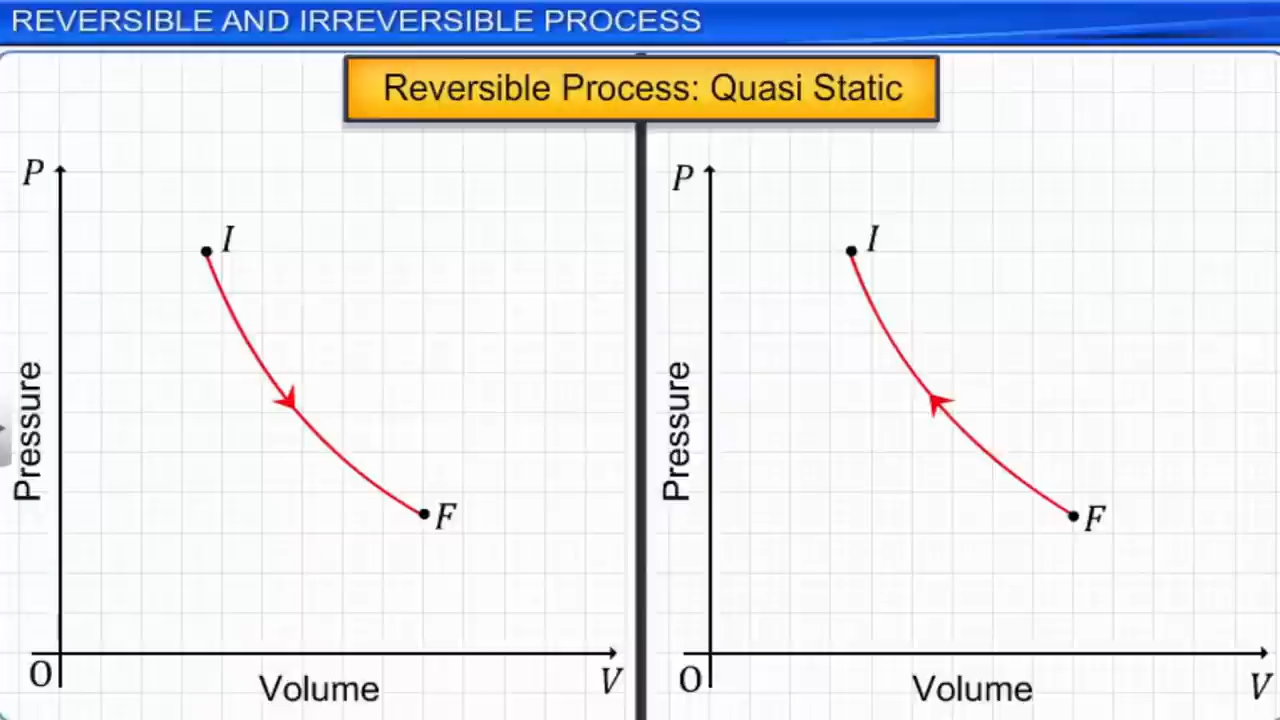 REVERSIBLE AND IRREVERSIBLE PROCESS
Reversible Process: Quasi Static
P
I
F
Pressure
O
Volume
V
P
I
F
Pressure
O
Volume
V